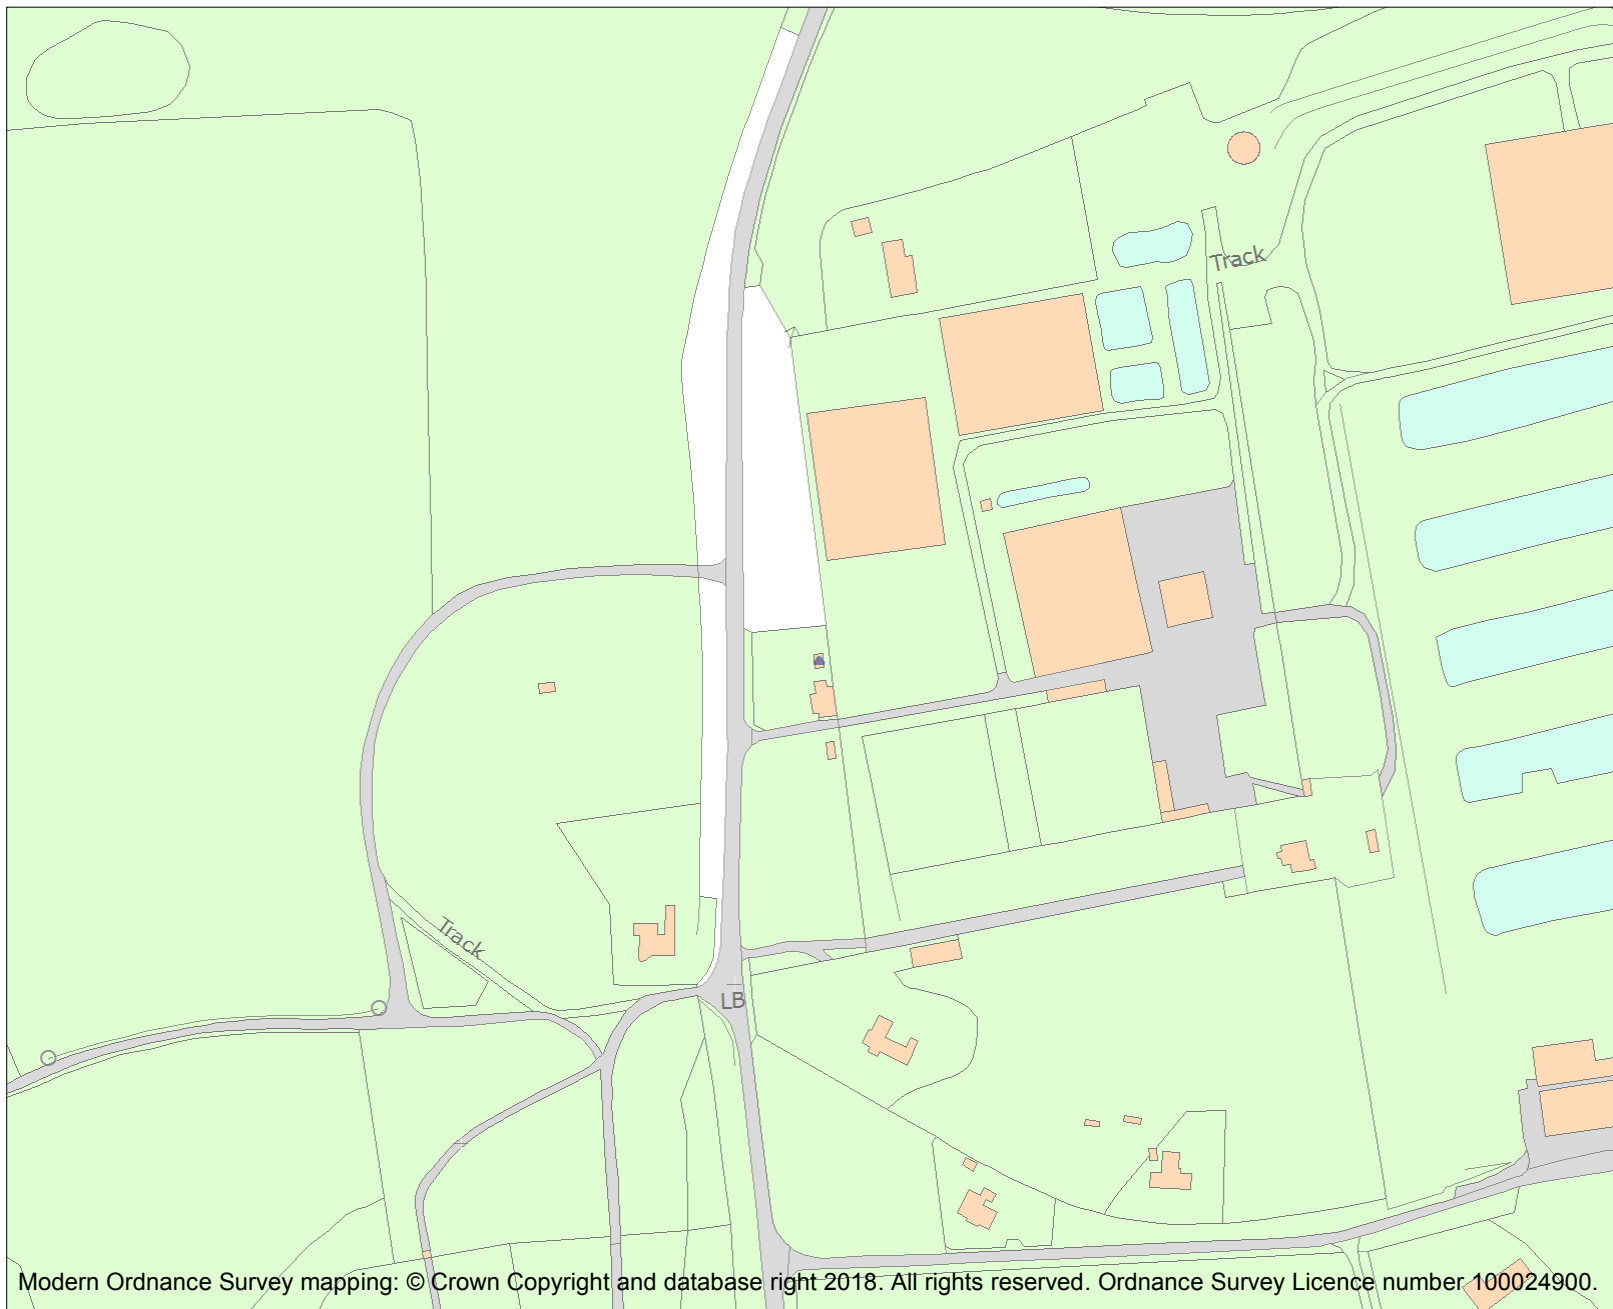 Track
Track
LB
Modern Ordnance Survey mapping: © Crown Copyright and database right 2018. All rights reserved. Ordnance Survey Licence number 100024900.